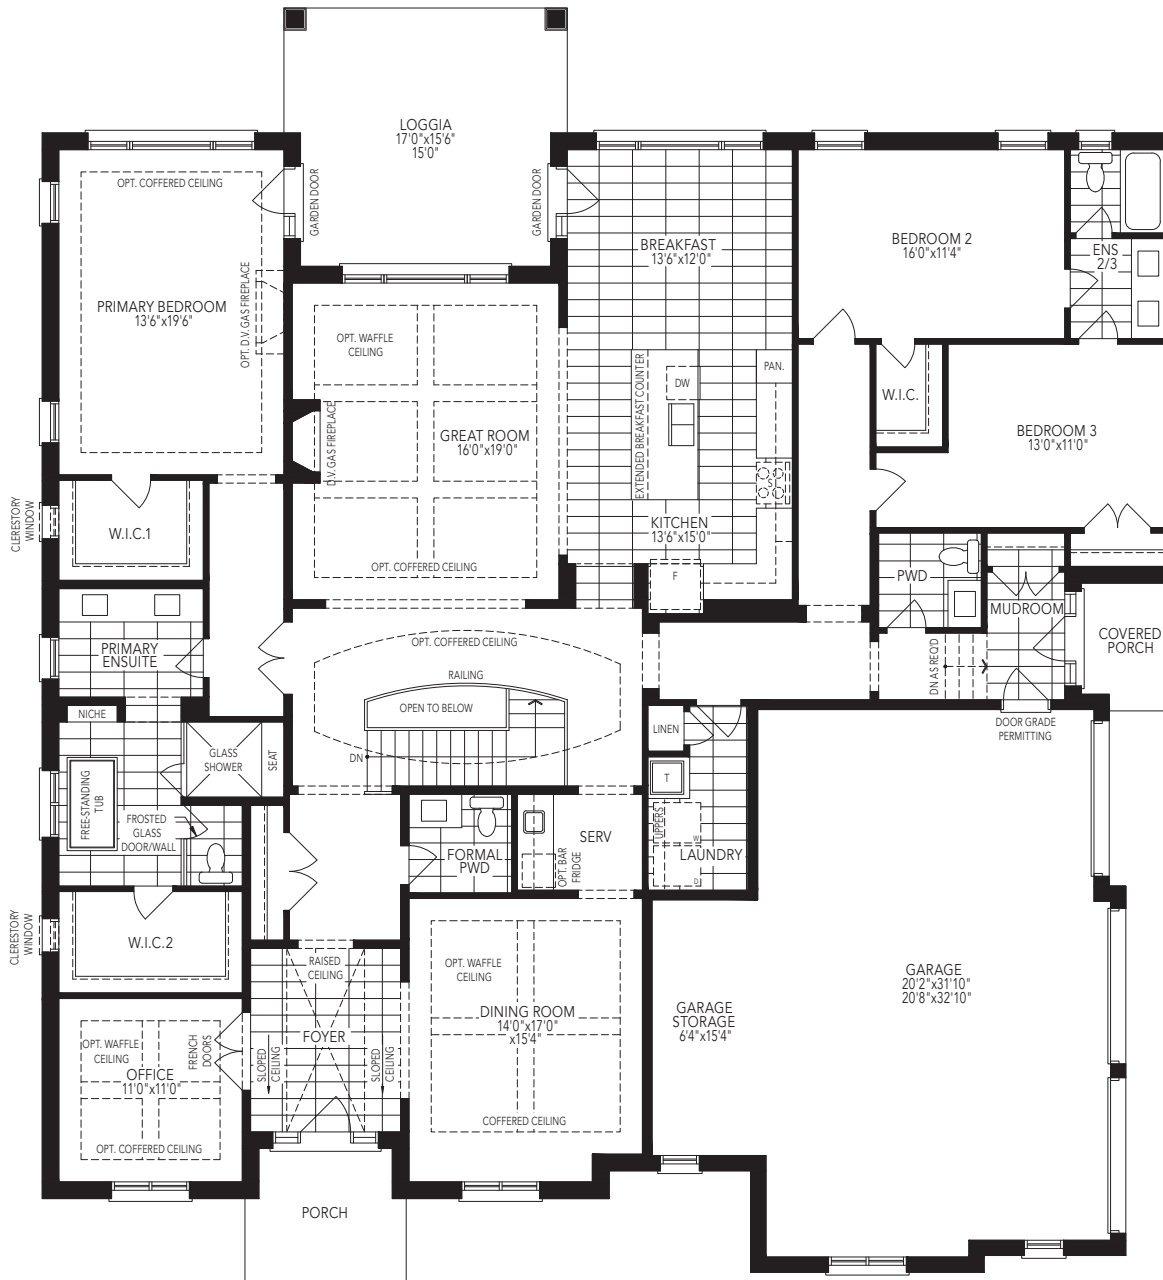 LOGGIA
17'0"x15'6"
15'0"
OPT. COFFERED CEILING
GARDEN DOOR
GARDEN DOOR
PRIMARY BEDROOM
13'6"x19'6"
OPT. D.V. GAS FIREPLACE
BREAKFAST
13'6"x12'0"
BEDROOM 2
16'0"x11'4"
ENS
2/3
OPT. WAFFLE
CEILING
GREAT ROOM
16'0"x19'0"
D.V. GAS FIREPLACE
OPT. COFFERED CEILING
EXTENDED BREAKFAST COUNTER
DW
PAN.
S
KITCHEN
13'6"x15'0"
F
W.I.C.
BEDROOM 3
13'0"x11'0"
CLERESTORY
WINDOW
W.I.C.1
PWD
MUDROOM
COVERED
PORCH
PRIMARY
ENSUITE
OPT. COFFERED CEILING
RAILING
OPEN TO BELOW
DN
DN AS REQ'D
DOOR GRADE
PERMITTING
NICHE
GLASS
SHOWER
SEAT
FREE-STANDING
TUB
FROSTED
GLASS
DOOR/WALL
LINEN
T
UPPERS
W
D
LAUNDRY
FORMAL
PWD
SERV
OPT. BAR
FRIDGE
CLERESTORY
WINDOW
W.I.C.2
RAISED
CEILING
FOYER
SLOPED
CEILING
SLOPED
CEILING
FRENCH
DOORS
OPT. WAFFLE
CEILING
OFFICE
11'0"x11'0"
OPT. COFFERED CEILING
OPT. WAFFLE
CEILING
DINING ROOM
14'0"x17'0"
x15'4"
COFFERED CEILING
GARAGE
STORAGE
6'4"x15'4"
GARAGE
20'2"x31'10"
20'8"x32'10"
PORCH